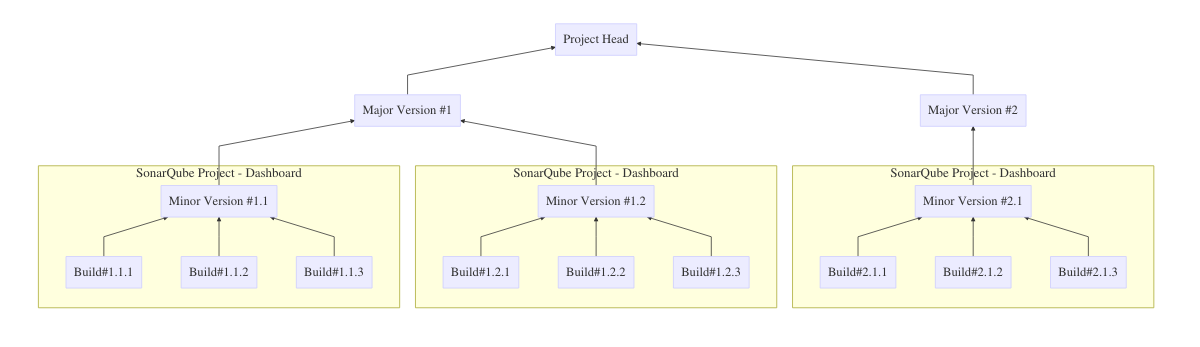 Project Head
Major Version #1
Major Version #2
SonarQube Project - Dashboard
SonarQube Project - Dashboard
SonarQube Project - Dashboard
Minor Version #1.1
Minor Version #1.2
Minor Version #2.1
Build#1.1.1
Build#1.1.2
Build#1.1.3
Build#1.2.1
Build#1.2.2
Build#1.2.3
Build#2.1.1
Build#2.1.2
Build#2.1.3